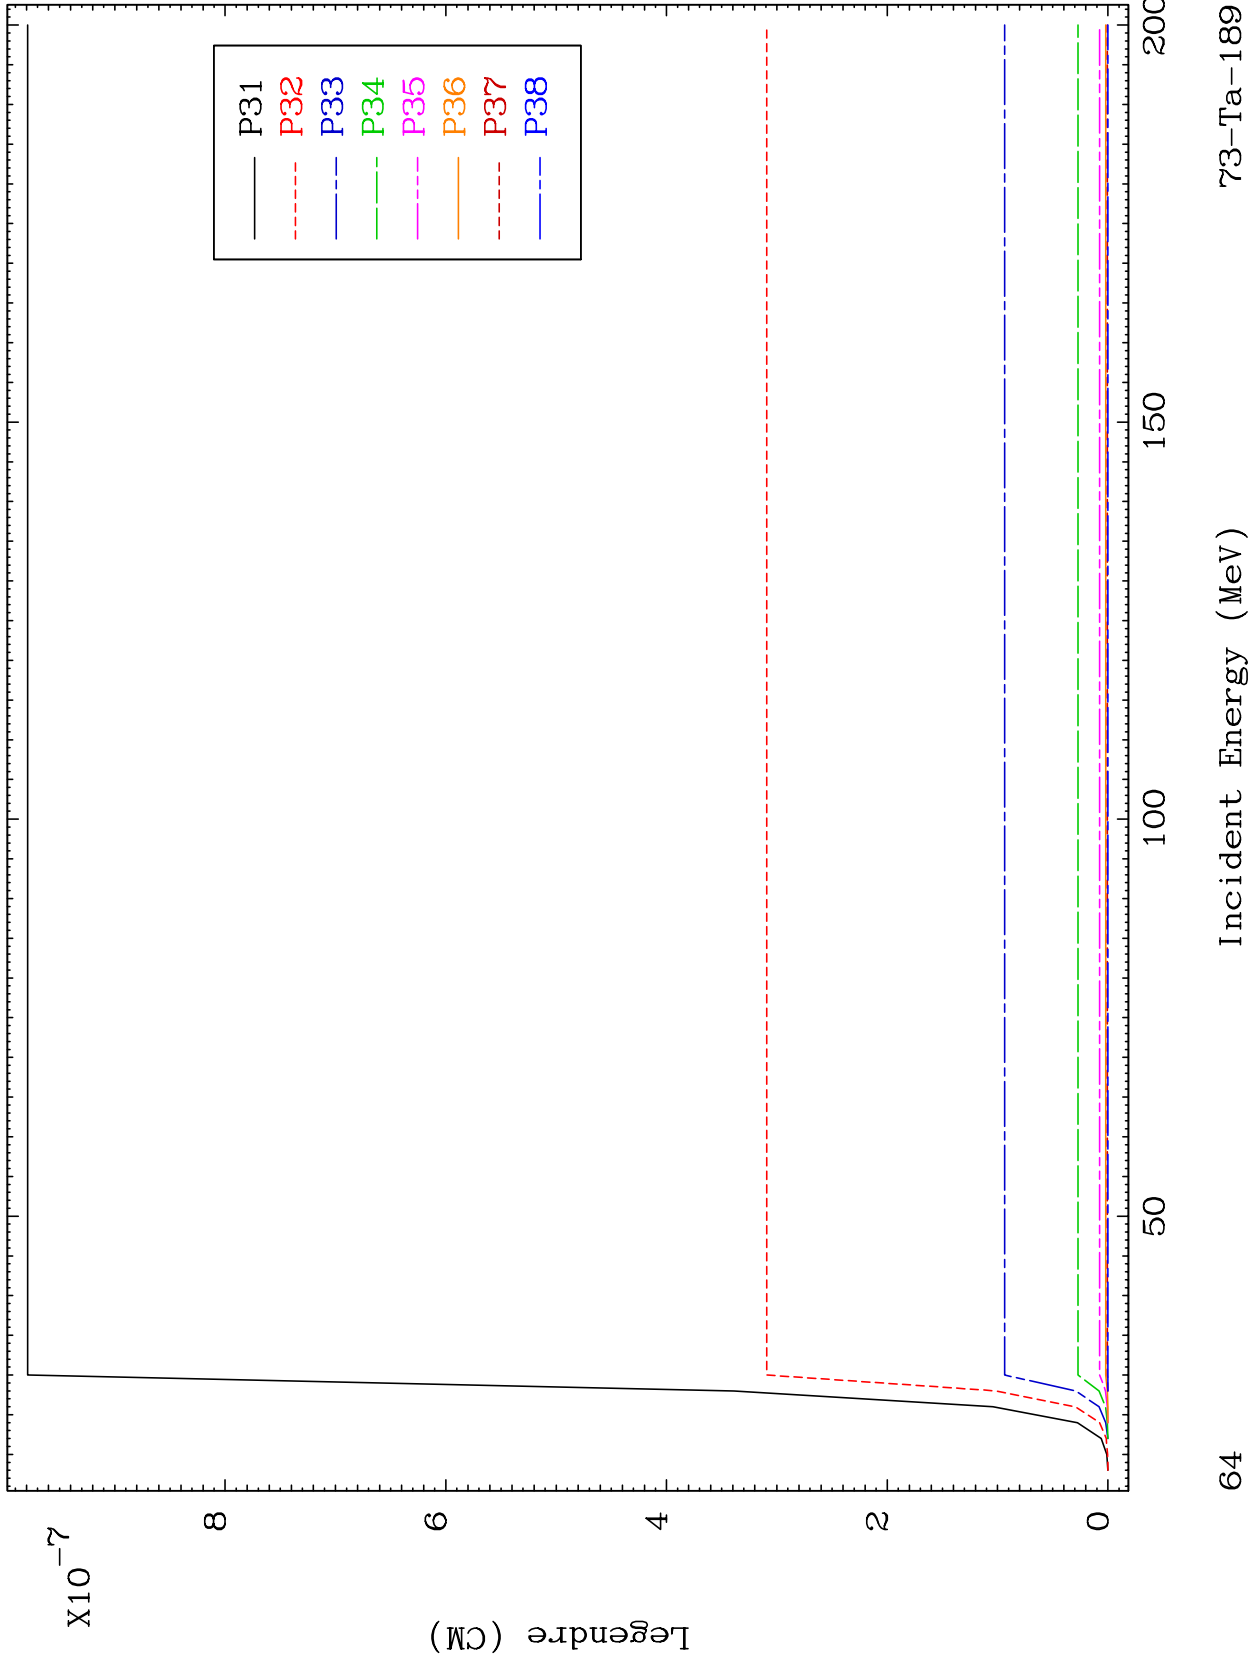 X10-7
8
6
4
2
0
Legendre (CM)
P31
P32
P33
P34
P35
P36
P37
P38
50
100
150
200
64
Incident Energy (MeV)
73-Ta-189